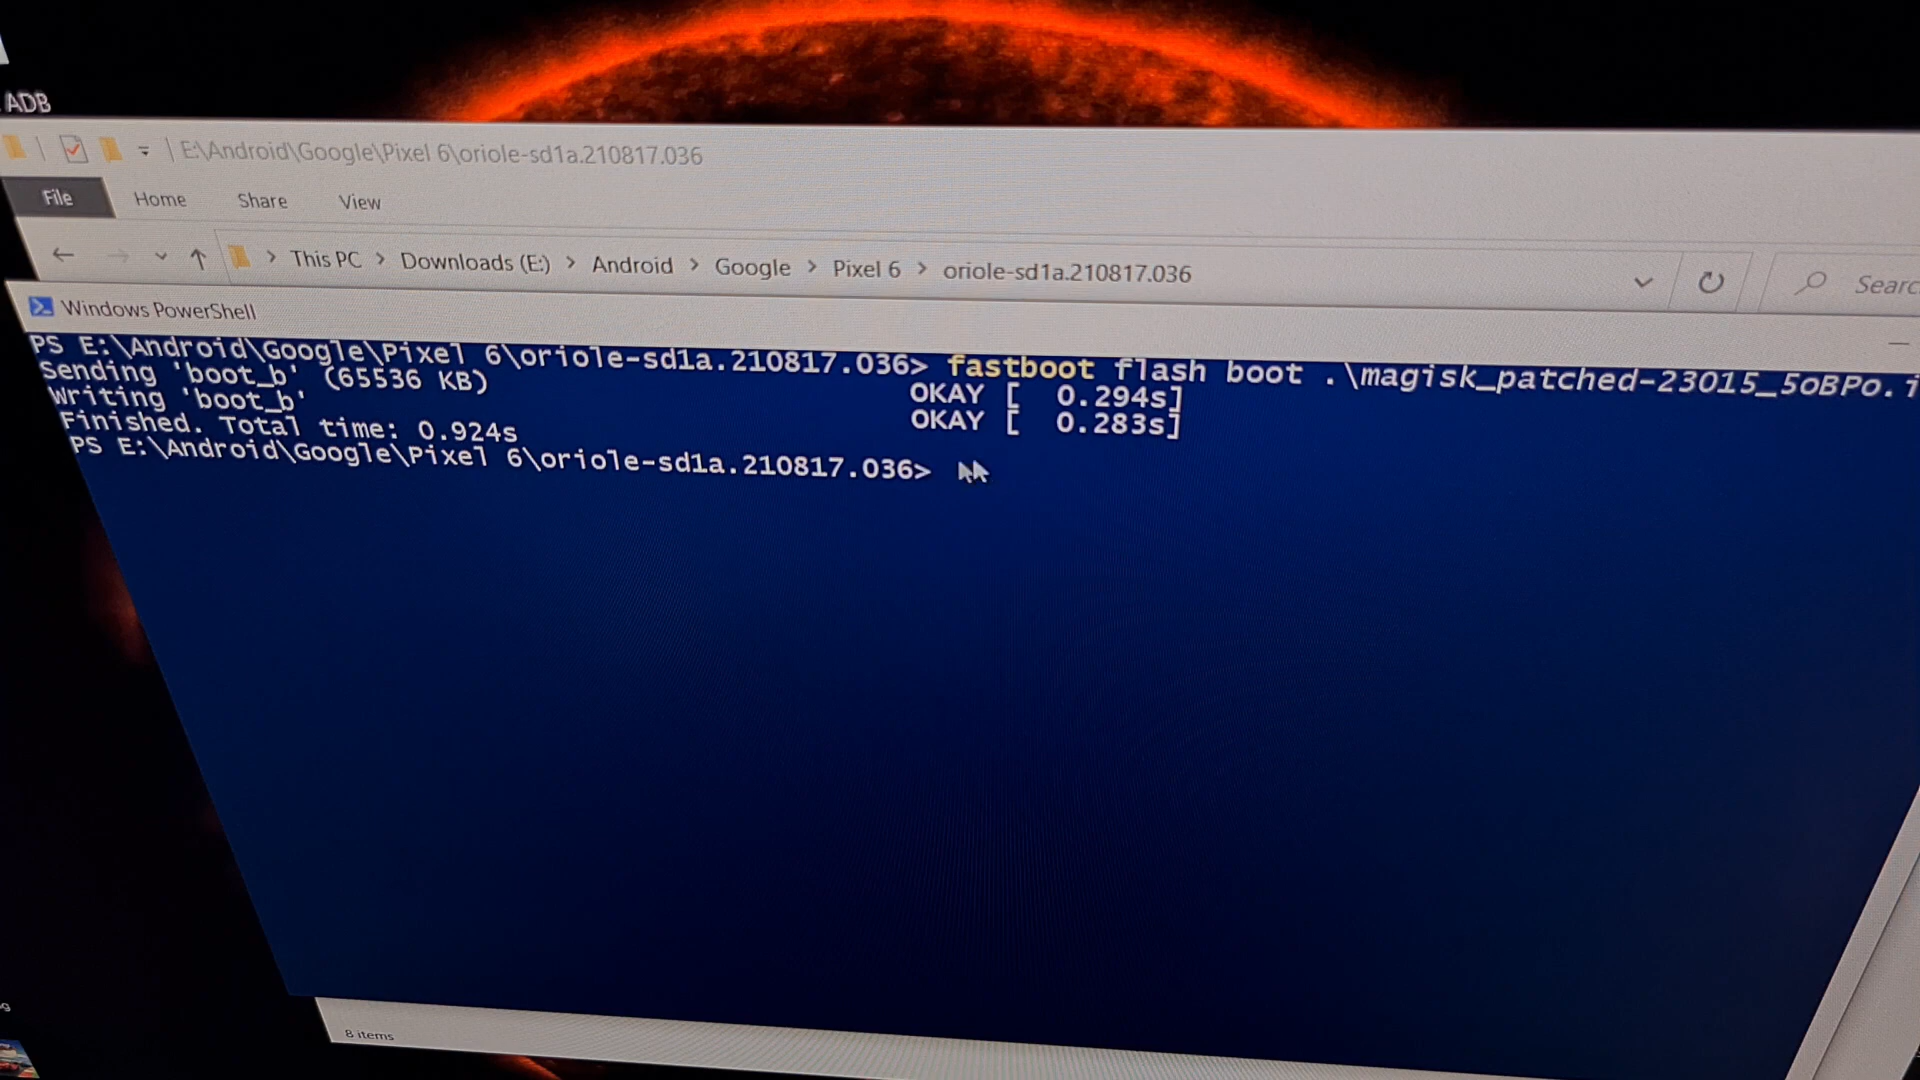 ADB
E:\Android\Google\Pixel 6\oriole-sd1a.210817.036
File Home Share View
This PC > Downloads (E:) > Android > Google > Pixel 6 > oriole-sd1a.210817.036
Searc
Windows PowerShell
PS E:\Android\Google\Pixel 6\oriole-sd1a.210817.036> fastboot flash boot .\magisk_patched-23015_5oBPo.i
Sending 'boot_b' (65536 KB) OKAY [ 0.294s]
Writing 'boot_b' OKAY [ 0.283s]
Finished. Total time: 0.924s
PS E:\Android\Google\Pixel 6\oriole-sd1a.210817.036>
8 items